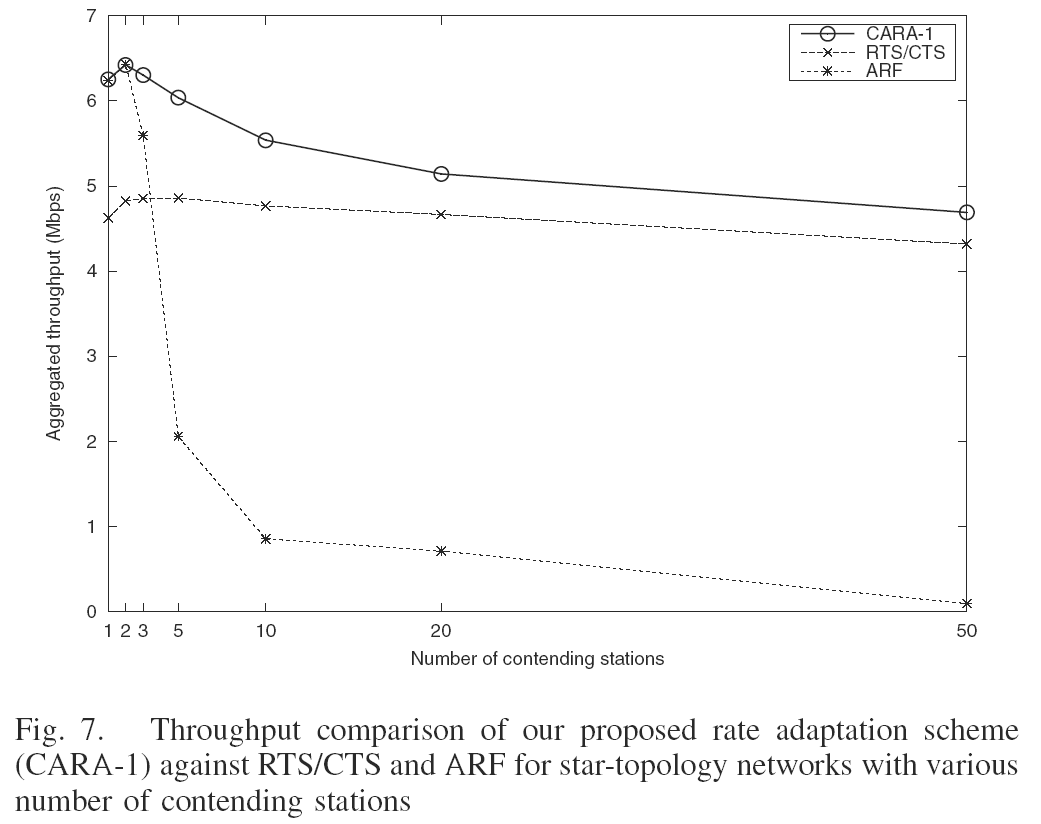 7
6
5
4
3
2
1
0
Aggregated throughput (Mbps)
CARA-1
RTS/CTS
ARF
1 2 3 5 10 20 50
Number of contending stations
Fig. 7. Throughput comparison of our proposed rate adaptation scheme
(CARA-1) against RTS/CTS and ARF for star-topology networks with various
number of contending stations